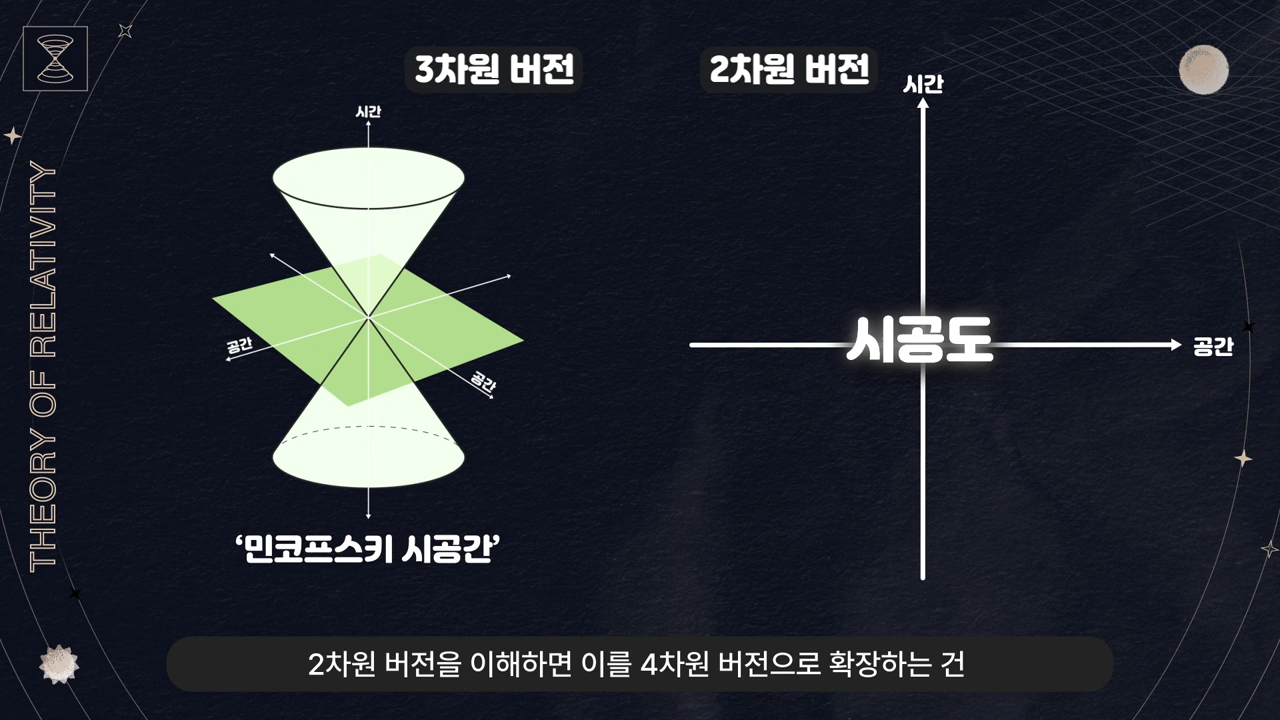 THEORY OF RELATIVITY
3차원 버전
시간
공간
공간
‘민코프스키 시공간’
2차원 버전
시간
시공도
공간
2차원 버전을 이해하면 이를 4차원 버전으로 확장하는 건